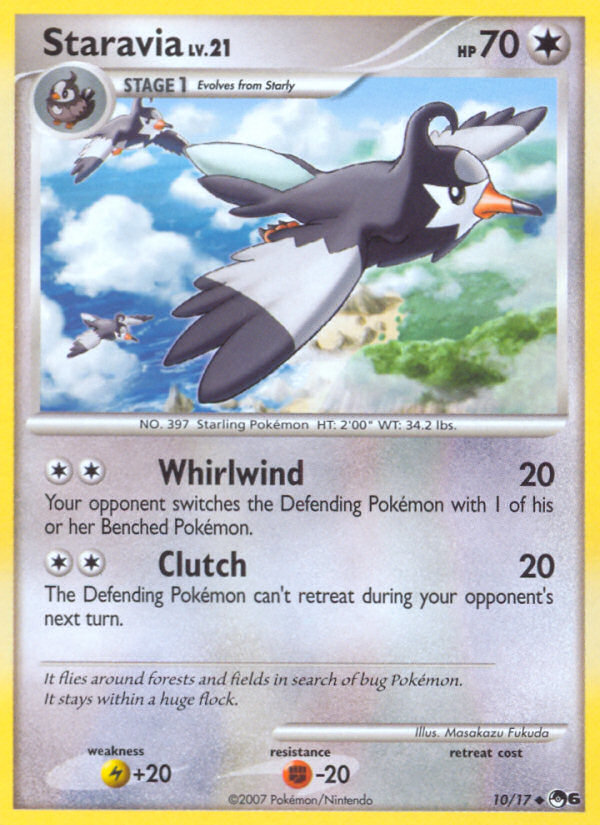 Staravia LV.21
HP 70
STAGE 1 Evolves from Starly
NO. 397 Starling Pokémon HT: 2'00" WT: 34.2 lbs.
Whirlwind 20
Your opponent switches the Defending Pokémon with 1 of his
or her Benched Pokémon.
Clutch 20
The Defending Pokémon can't retreat during your opponent's
next turn.
It flies around forests and fields in search of bug Pokémon.
It stays within a huge flock.
Illus. Masakazu Fukuda
weakness resistance retreat cost
+20 -20
©2007 Pokémon/Nintendo 10/17 6